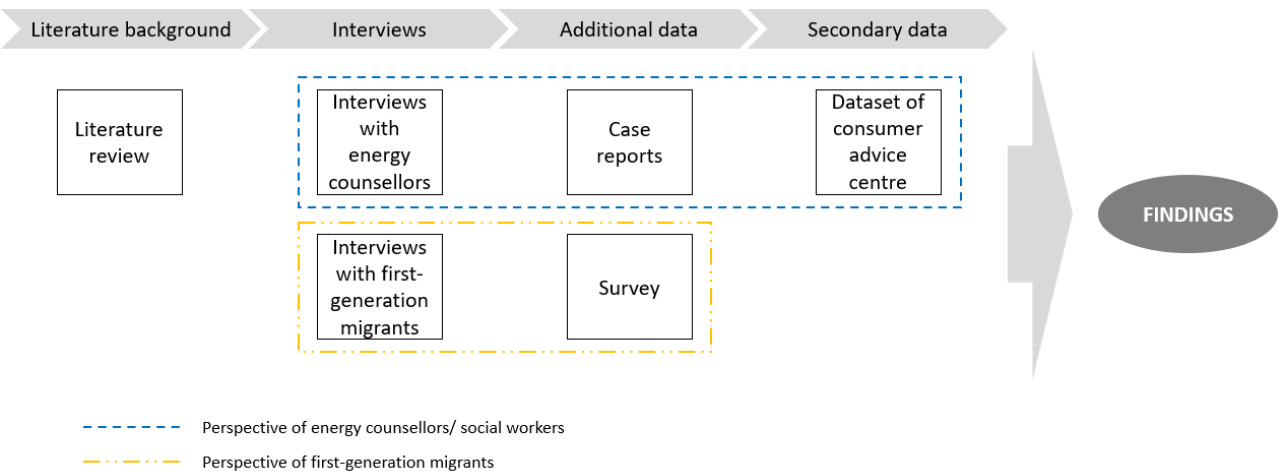 Literature background
Interviews
Additional data
Secondary data
Literature
review
Interviews
with
energy
counsellors
Case
reports
Dataset of
consumer
advice
centre
FINDINGS
Interviews
with first-
generation
migrants
Survey
Perspective of energy counsellors/ social workers
Perspective of first-generation migrants